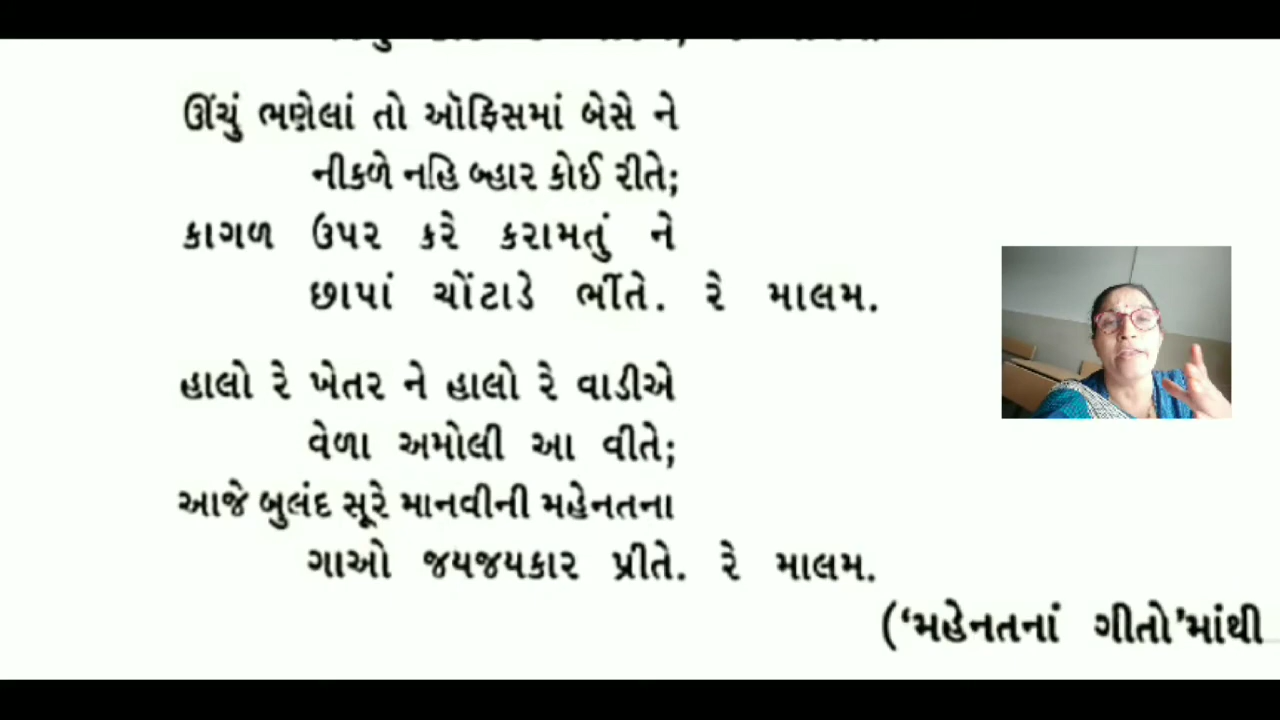 ઊંચું ભણેલાં તો ઑફિસમાં બેસે ને
નીકળે નહિ બ્હાર કોઈ રીતે;
કાગળ ઉપર કરે કરામતું ને
છાપાં ચોંટાડે ભીંતે. રે માલમ.
હાલો રે ખેતર ને હાલો રે વાડીએ
વેળા અમોલી આ વીતે;
આજે બુલંદ સૂરે માનવીની મહેનતના
ગાઓ જયજયકાર પ્રીતે. રે માલમ.
(‘મહેનતનાં ગીતો’માંથી